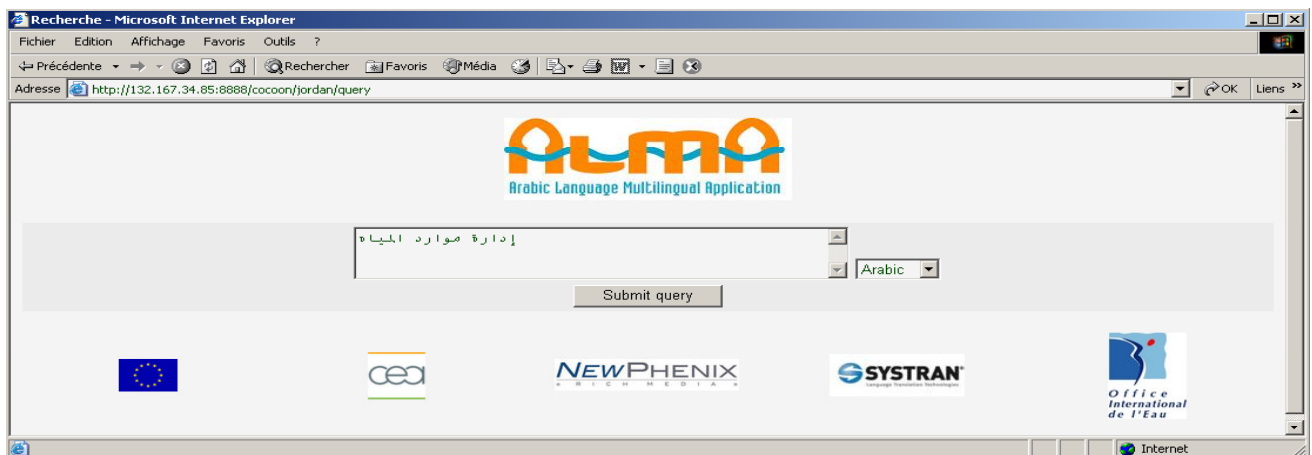 Recherche - Microsoft Internet Explorer
Fichier Edition Affichage Favoris Outils ?
Précédente Rechercher Favoris Média
Adresse http://132.167.34.85:8888/cocoon/jordan/query OK Liens »
ALMA
Arabic Language Multilingual Application
إدارة موارد المياه
Arabic
Submit query
cea
NEWPHENIX
RICH MEDIA
SYSTRAN
Language Translation Technologies
Office
International
de l'Eau
Internet